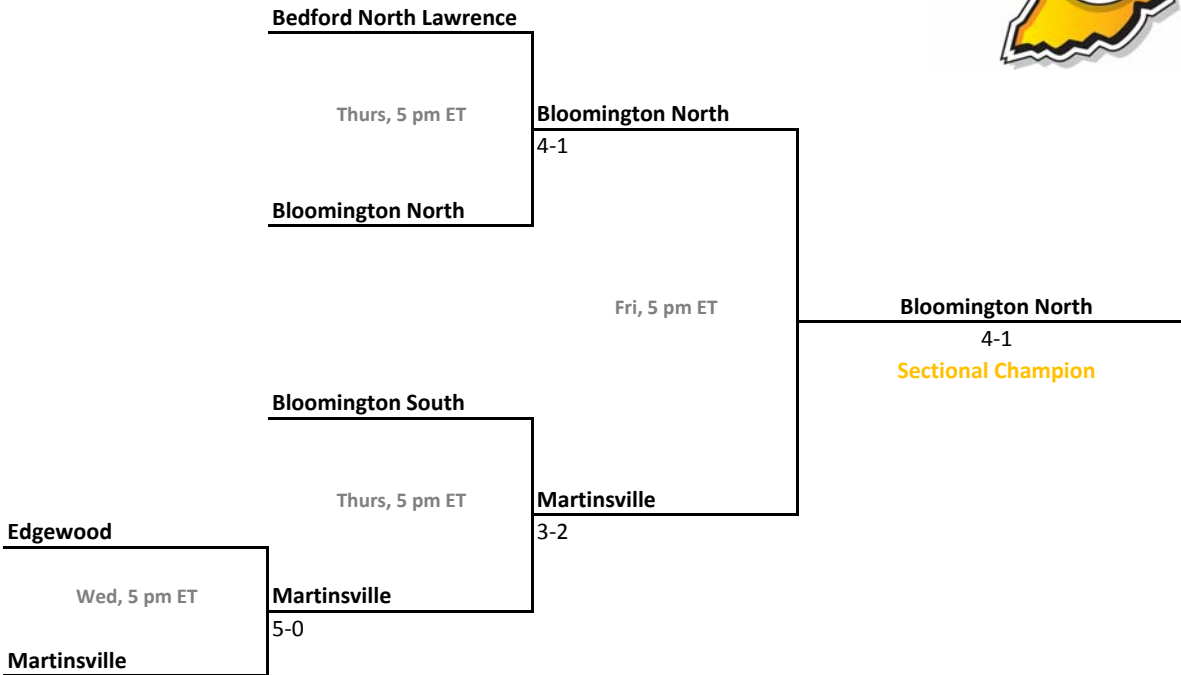 Bedford North Lawrence
Thurs, 5 pm ET
Bloomington North
4-1
Bloomington North
Fri, 5 pm ET
Bloomington North
4-1
Sectional Champion
Bloomington South
Thurs, 5 pm ET
Martinsville
3-2
Edgewood
Wed, 5 pm ET
Martinsville
5-0
Martinsville